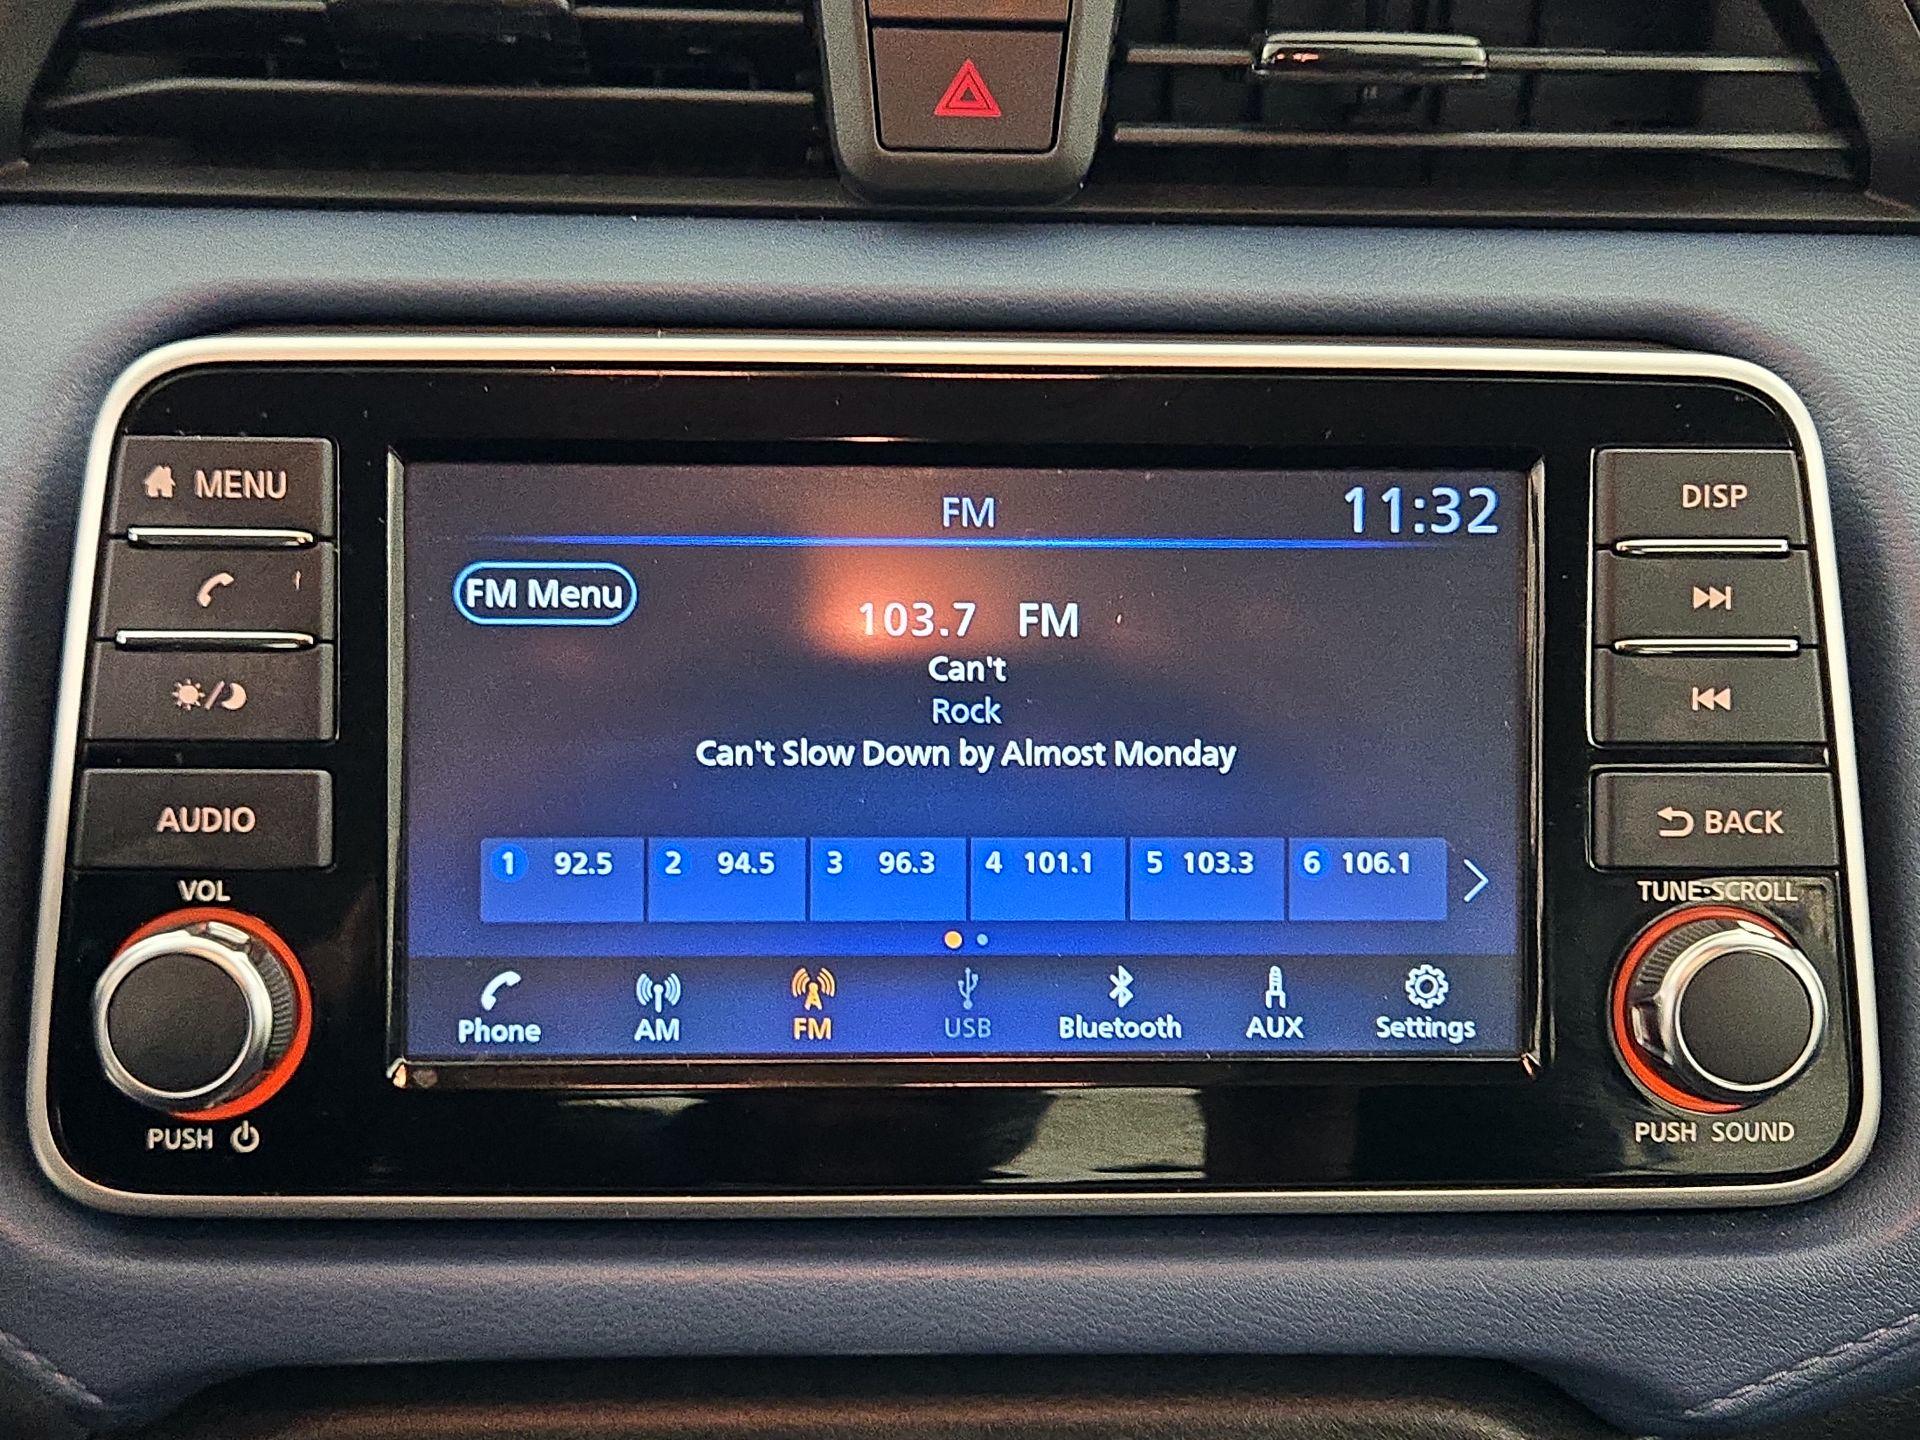 MENU
AUDIO
VOL
PUSH
FM
11:32
FM Menu
103.7 FM
Can't
Rock
Can't Slow Down by Almost Monday
1 92.5 2 94.5 3 96.3 4 101.1 5 103.3 6 106.1
Phone AM FM USB Bluetooth AUX Settings
DISP
BACK
TUNE·SCROLL
PUSH SOUND